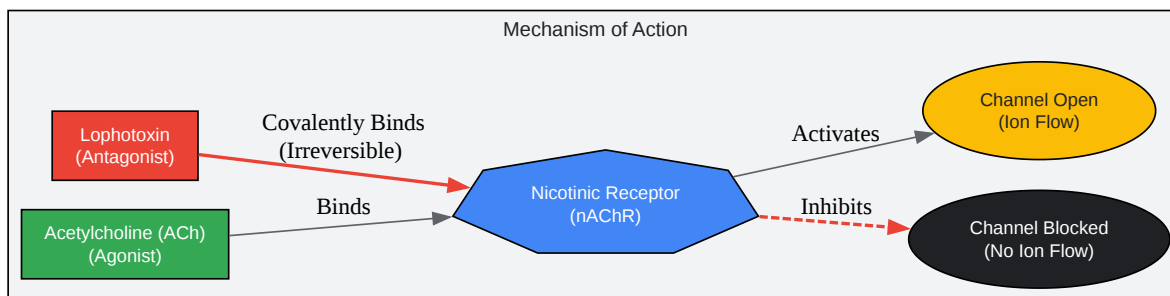 Mechanism of Action
Lophotoxin
(Antagonist)
Covalently Binds
(Irreversible)
Acetylcholine (ACh)
(Agonist)
Binds
Nicotinic Receptor
(nAChR)
Activates
Channel Open
(Ion Flow)
Inhibits
Channel Blocked
(No Ion Flow)